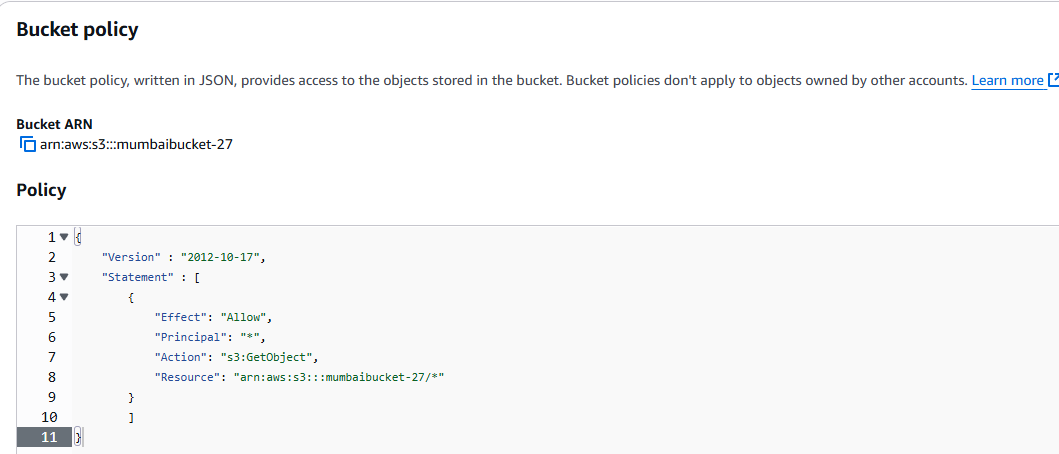 Bucket policy
The bucket policy, written in JSON, provides access to the objects stored in the bucket. Bucket policies don't apply to objects owned by other accounts. Learn more
Bucket ARN
arn:aws:s3:::mumbaibucket-27
Policy
1 {
2 "Version" : "2012-10-17",
3 "Statement" : [
4 {
5 "Effect": "Allow",
6 "Principal": "*",
7 "Action": "s3:GetObject",
8 "Resource": "arn:aws:s3:::mumbaibucket-27/*"
9 }
10 ]
11 }